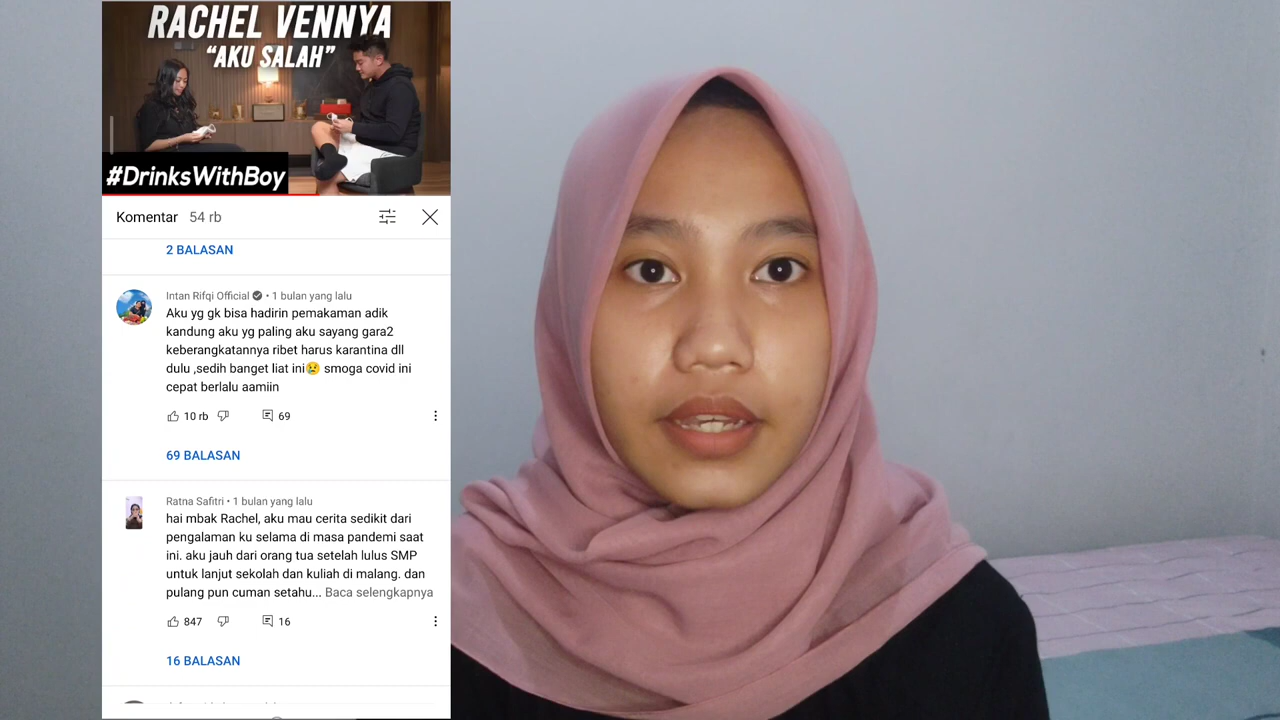 RACHEL VENNYA
“AKU SALAH”
#DrinksWithBoy
Komentar 54 rb
2 BALASAN
Intan Rifqi Official • 1 bulan yang lalu
Aku yg gk bisa hadirin pemakaman adik
kandung aku yg paling aku sayang gara2
keberangkatannya ribet harus karantina dll
dulu ,sedih banget liat ini😢 smoga covid ini
cepat berlalu aamiin
10 rb 69
69 BALASAN
Ratna Safitri • 1 bulan yang lalu
hai mbak Rachel, aku mau cerita sedikit dari
pengalaman ku selama di masa pandemi saat
ini. aku jauh dari orang tua setelah lulus SMP
untuk lanjut sekolah dan kuliah di malang. dan
pulang pun cuman setahu... Baca selengkapnya
847 16
16 BALASAN